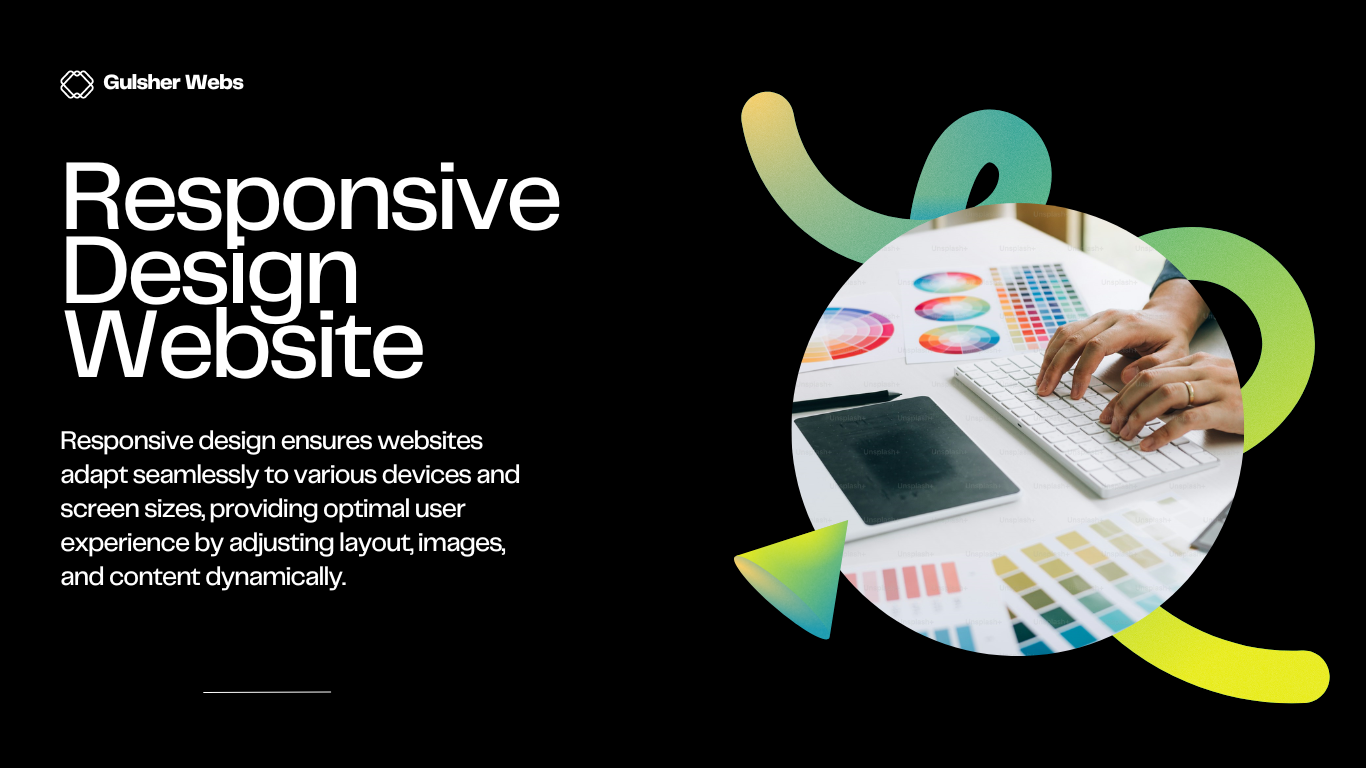 Gulsher Webs
Responsive
Design
Website
Responsive design ensures websites
adapt seamlessly to various devices and
screen sizes, providing optimal user
experience by adjusting layout, images,
and content dynamically.
Unsplash+